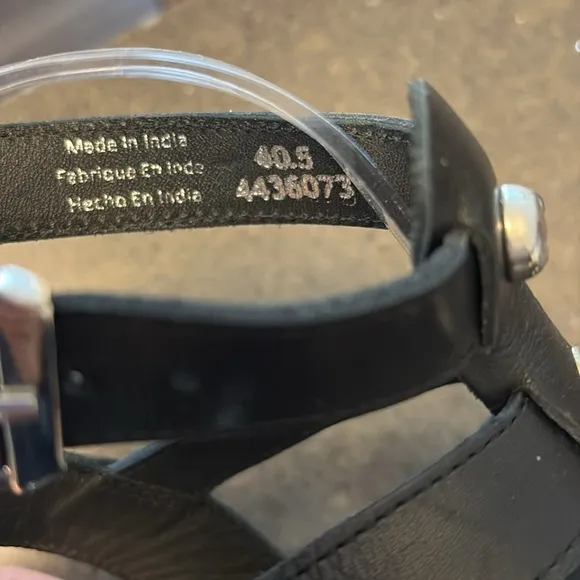 Made In India
Fabrique En Inde
Hecho En India
40.5
4436073